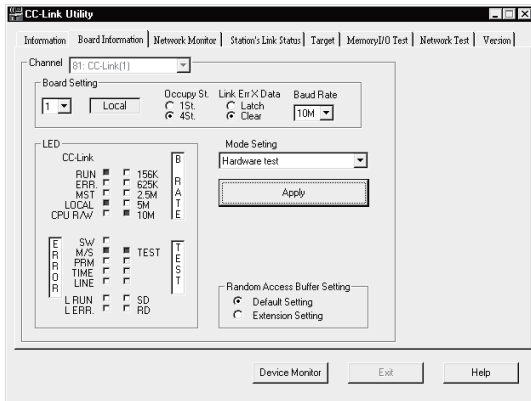 CC-Link Utility
Information Board Information Network Monitor Station's Link Status Target MemoryI/O Test Network Test Version
Channel 81: CC-Link(1)
Board Setting
1 Local
Occupy St.
1St.
4St.
Link Err X Data
Latch
Clear
Baud Rate
10M
LED
CC-Link
RUN 156K
ERR. 625K
MST 2.5M
LOCAL 5M
CPU R/W 10M
B RATE
ERROR
SW
M/S TEST
PRM
TIME
LINE
TEST
L RUN SD
L ERR. RD
Mode Seting
Hardware test
Apply
Random Access Buffer Setting
Default Setting
Extension Setting
Device Monitor Exit Help